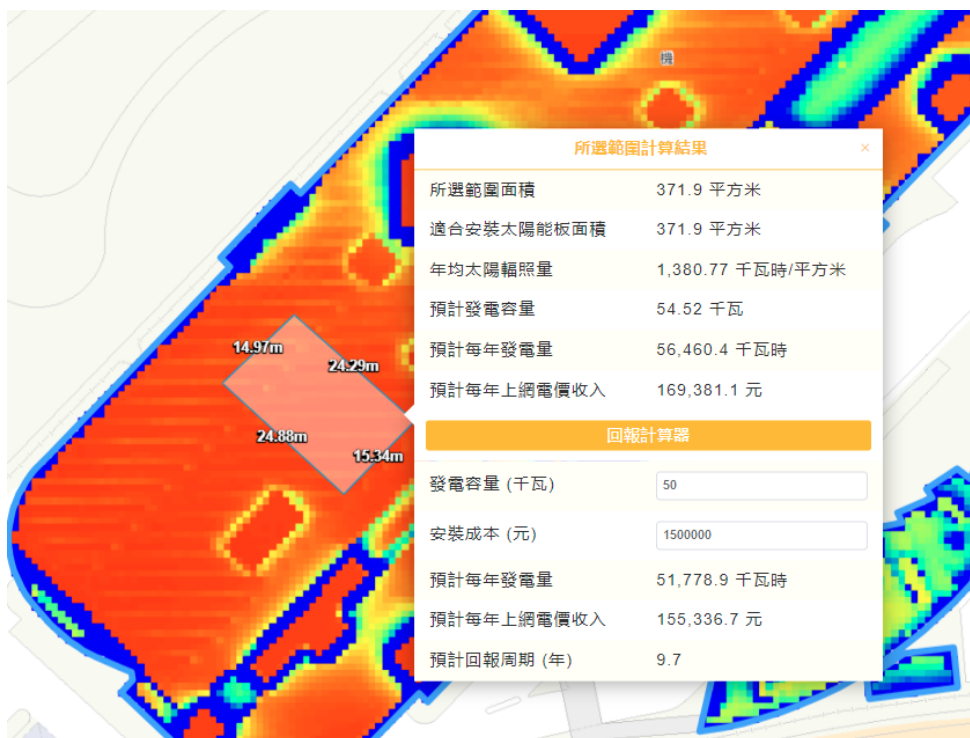 機
所選範圍計算結果 ×
所選範圍面積 371.9 平方米
適合安裝太陽能板面積 371.9 平方米
年均太陽輻照量 1,380.77 千瓦時/平方米
預計發電容量 54.52 千瓦
預計每年發電量 56,460.4 千瓦時
預計每年上網電價收入 169,381.1 元
回報計算器
發電容量 (千瓦) 50
安裝成本 (元) 1500000
預計每年發電量 51,778.9 千瓦時
預計每年上網電價收入 155,336.7 元
預計回報周期 (年) 9.7
14.97m
24.29m
24.88m
15.34m